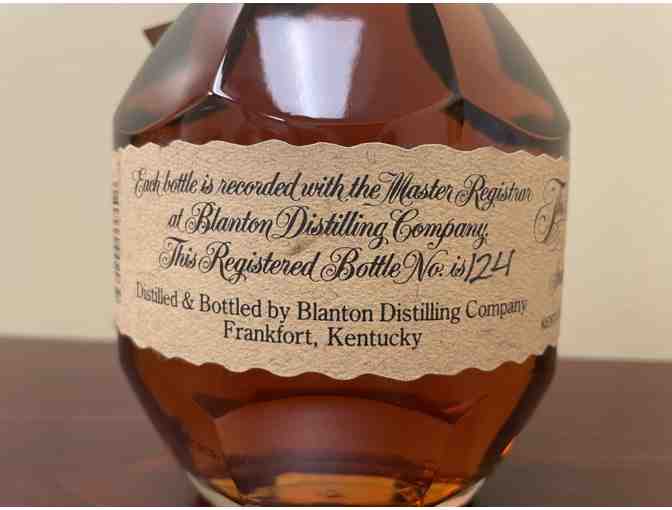 Each bottle is recorded with the Master Registrar
at Blanton Distilling Company.
This Registered Bottle No. is 124
Distilled & Bottled by Blanton Distilling Company
Frankfort, Kentucky